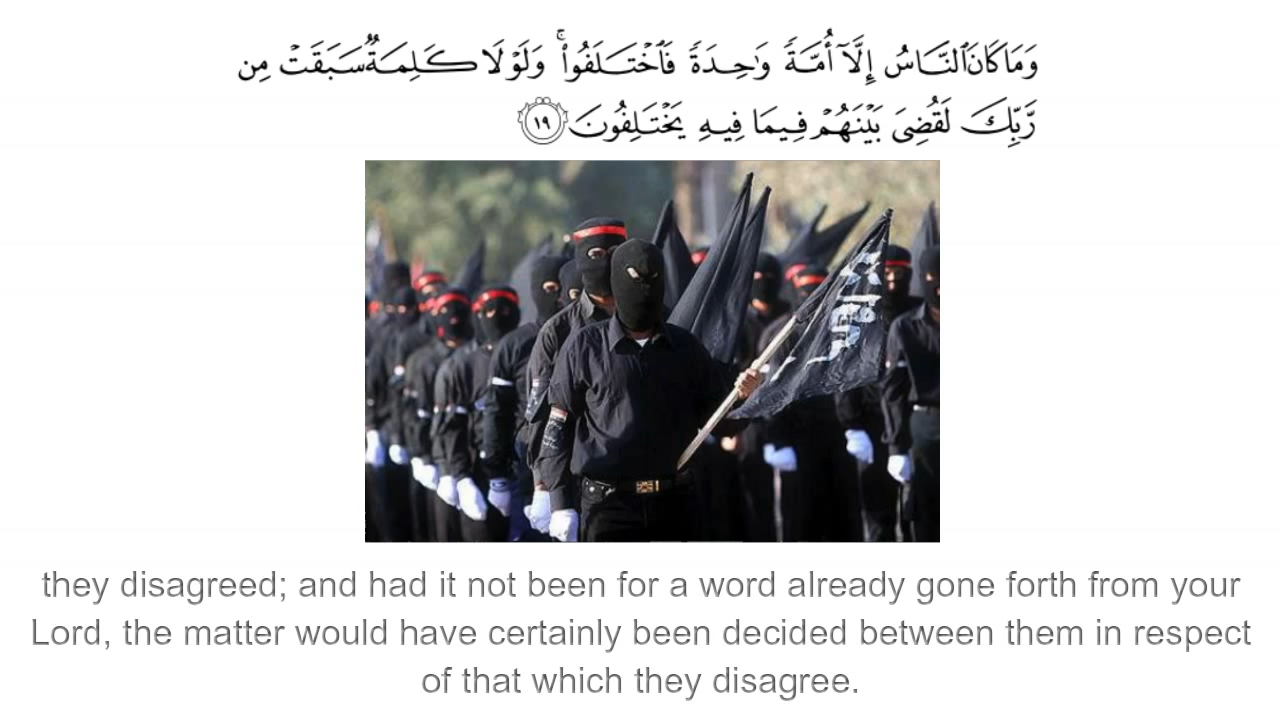 وَمَا كَانَ ٱلنَّاسُ إِلَّآ أُمَّةً وَٰحِدَةً فَٱخْتَلَفُوا۟ ۚ وَلَوْلَا كَلِمَةٌ سَبَقَتْ مِن
رَّبِّكَ لَقُضِىَ بَيْنَهُمْ فِيمَا فِيهِ يَخْتَلِفُونَ ١٩
they disagreed; and had it not been for a word already gone forth from your
Lord, the matter would have certainly been decided between them in respect
of that which they disagree.